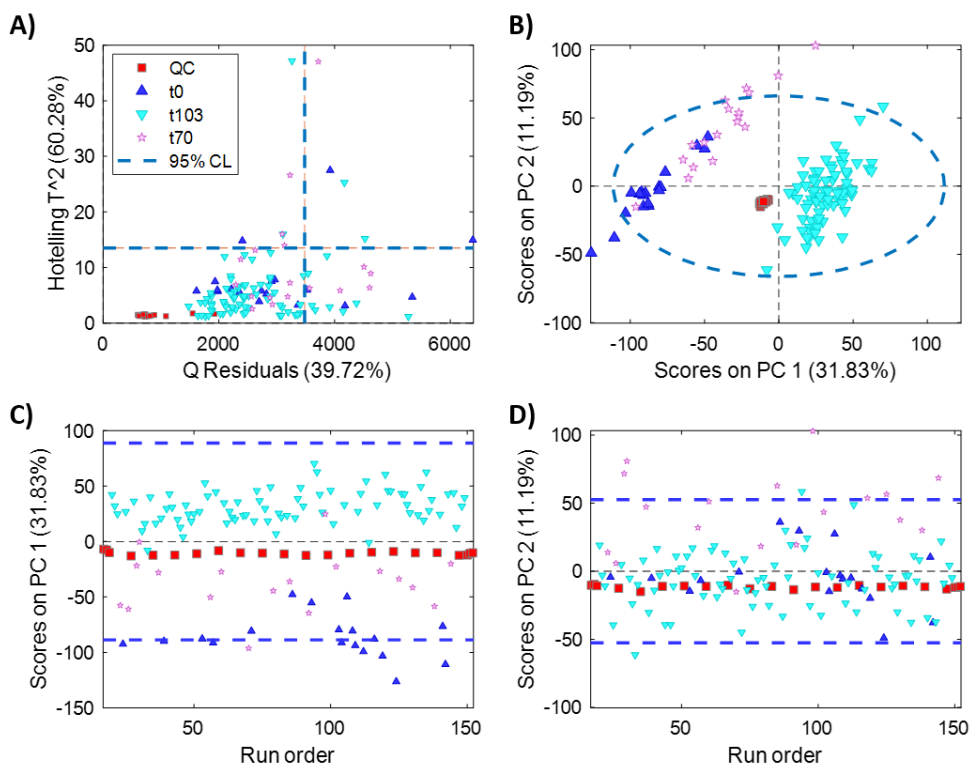 A)
50
40
30
20
10
0
Hotelling T^2 (60.28%)
QC
t0
t103
t70
95% CL
0
2000
4000
6000
Q Residuals (39.72%)
B)
100
50
0
-50
-100
Scores on PC 2 (11.19%)
-100
-50
0
50
100
Scores on PC 1 (31.83%)
C)
100
50
0
-50
-100
-150
Scores on PC 1 (31.83%)
50
100
150
Run order
D)
100
50
0
-50
-100
Scores on PC 2 (11.19%)
50
100
150
Run order